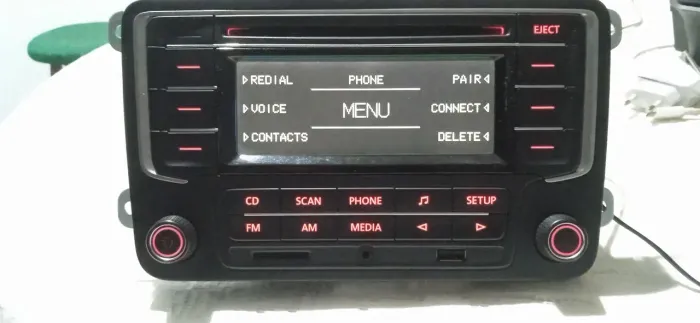 EJECT
REDIAL PHONE PAIR
VOICE MENU CONNECT
CONTACTS DELETE
CD SCAN PHONE SETUP
FM AM MEDIA